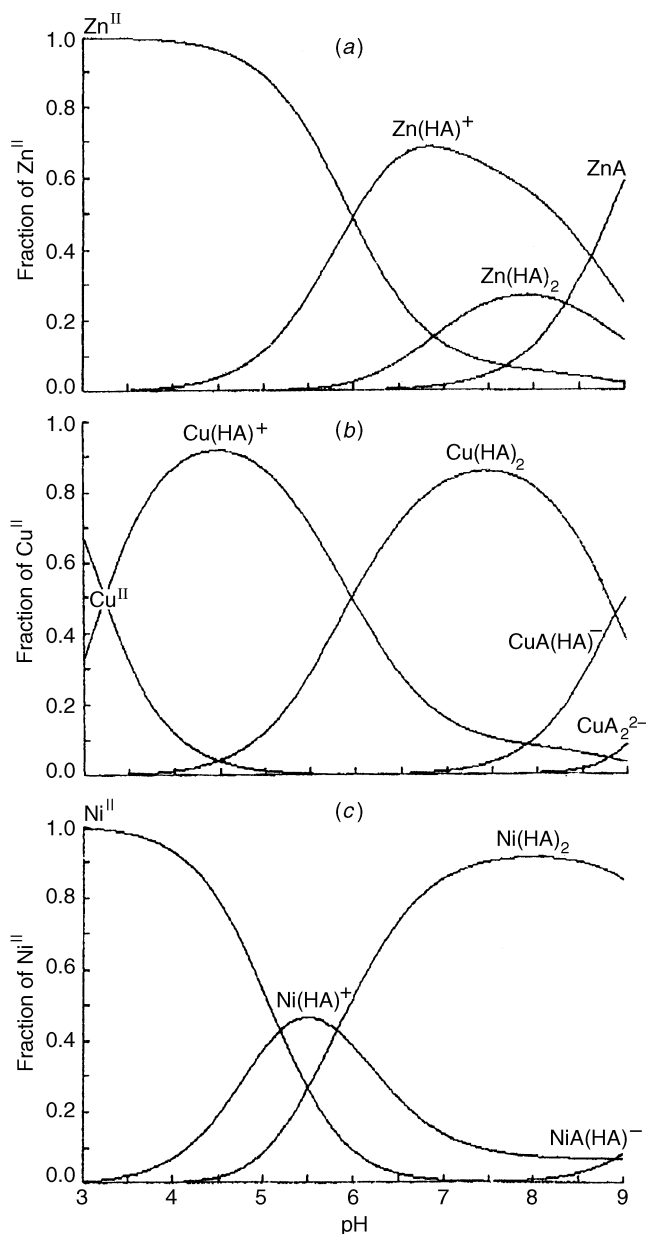 Zn^II
(a)
1.0
0.8
0.6
0.4
0.2
0.0
Fraction of Zn^II
Zn(HA)+
ZnA
Zn(HA)2
(b)
1.0
0.8
0.6
0.4
0.2
0.0
Fraction of Cu^II
Cu(HA)+
Cu(HA)2
Cu^II
CuA(HA)−
CuA2^2−
Ni^II
(c)
1.0
0.8
0.6
0.4
0.2
0.0
Fraction of Ni^II
Ni(HA)2
Ni(HA)+
NiA(HA)−
3 4 5 6 7 8 9
pH